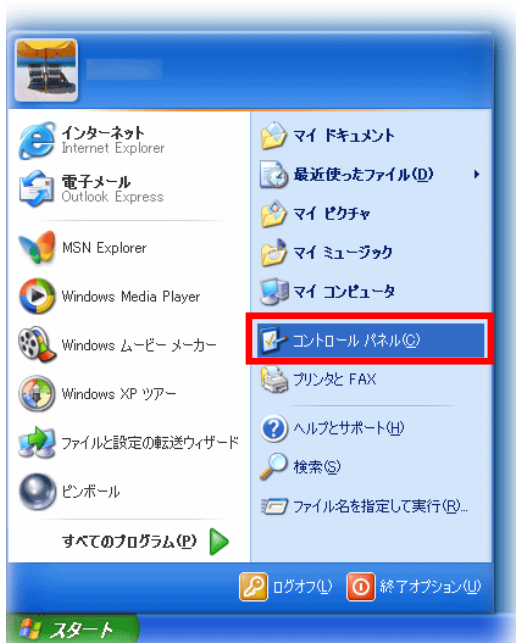 インターネット
Internet Explorer
電子メール
Outlook Express
MSN Explorer
Windows Media Player
Windows ムービー メーカー
Windows XP ツアー
ファイルと設定の転送ウィザード
ピンボール
すべてのプログラム(P)
マイ ドキュメント
最近使ったファイル(D)
マイ ピクチャ
マイ ミュージック
マイ コンピュータ
コントロール パネル(C)
プリンタと FAX
ヘルプとサポート(H)
検索(S)
ファイル名を指定して実行(R)...
ログオフ(L)
終了オプション(U)
スタート